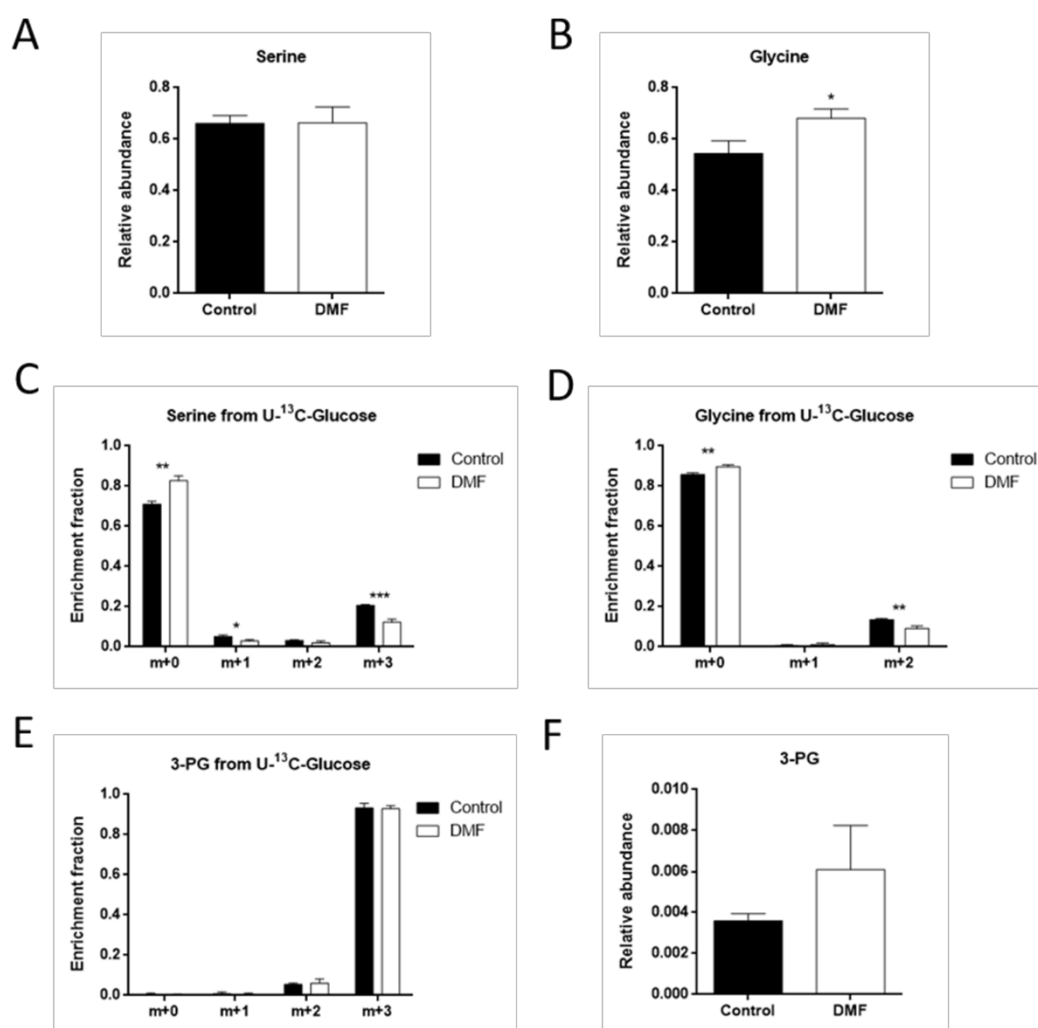 A
Serine
Relative abundance
0.8
0.6
0.4
0.2
0.0
Control DMF
B
Glycine
*
Relative abundance
0.8
0.6
0.4
0.2
0.0
Control DMF
C
Serine from U-¹³C-Glucose
Enrichment fraction
1.0
0.8
0.6
0.4
0.2
0.0
**
*
***
Control
DMF
m+0 m+1 m+2 m+3
D
Glycine from U-¹³C-Glucose
Enrichment fraction
1.0
0.8
0.6
0.4
0.2
0.0
**
**
Control
DMF
m+0 m+1 m+2
E
3-PG from U-¹³C-Glucose
Enrichment fraction
1.0
0.8
0.6
0.4
0.2
0.0
Control
DMF
m+0 m+1 m+2 m+3
F
3-PG
Relative abundance
0.010
0.008
0.006
0.004
0.002
0.000
Control DMF